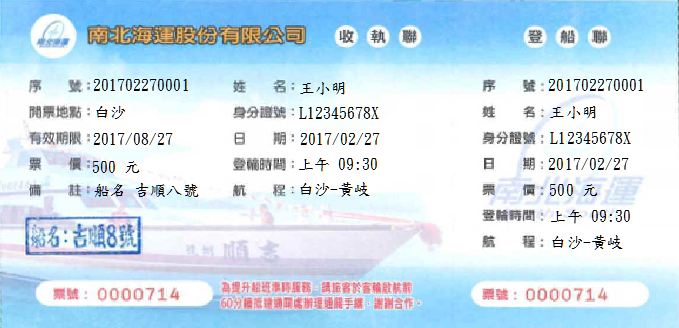 南北海運
南北海運股份有限公司 收執聯
序號:201702270001 姓名:王小明
開票地點:白沙 身分證號:L12345678X
有效期限:2017/08/27 日期:2017/02/27
票價:500 元 登輪時間:上午 09:30
備註:船名 吉順八號 航程:白沙-黃岐
船名:吉順8號
票號:0000714
為提升超班準時服務,請旅客於客輪啟航前
60分鐘抵達通關處辦理通關手續,謝謝合作。
登船聯
序號:201702270001
姓名:王小明
身分證號:L12345678X
日期:2017/02/27
票價:500 元
登輪時間:上午 09:30
航程:白沙-黃岐
票號:0000714
南北海運
吉順